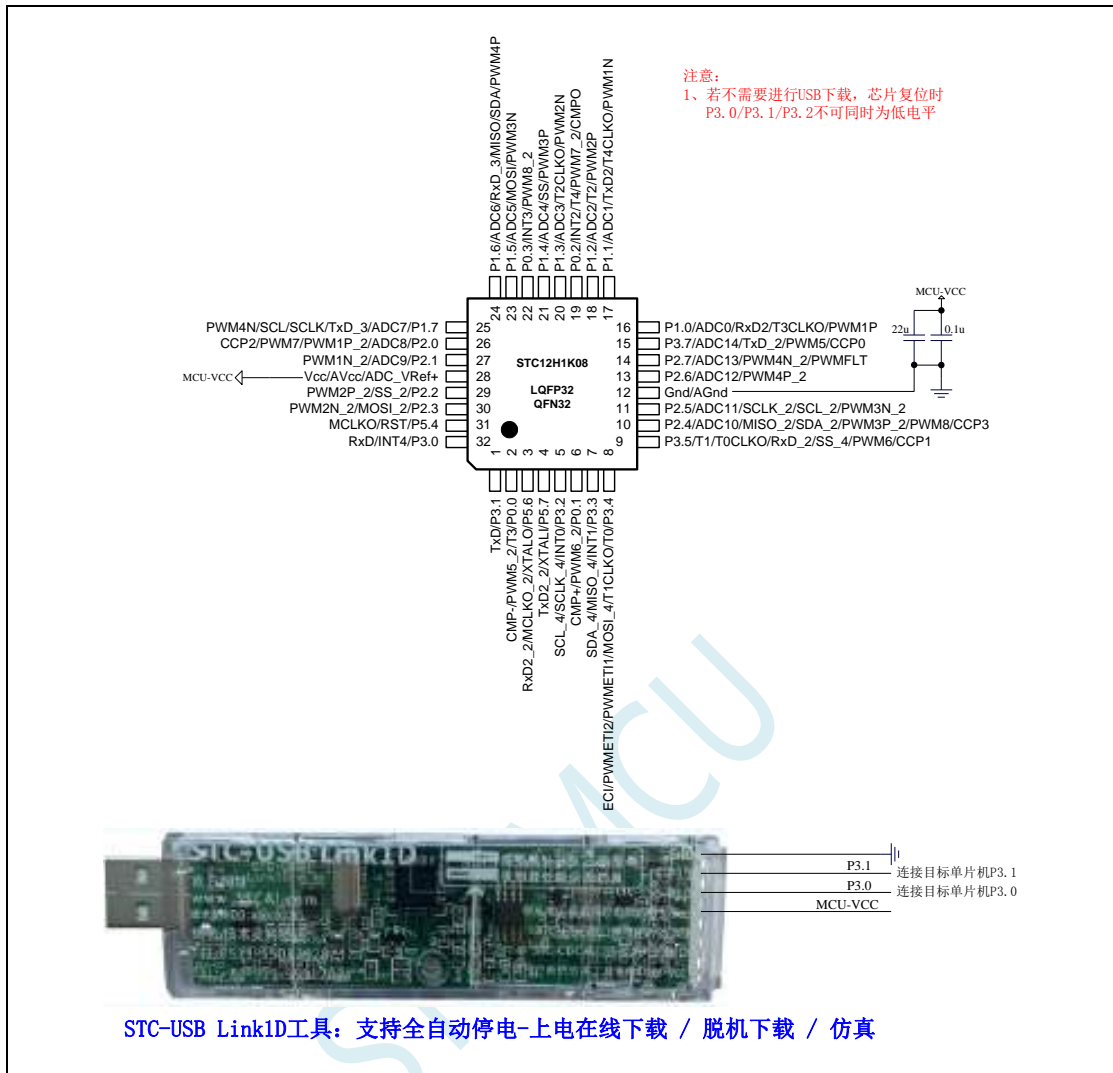 注意：
1、若不需要进行USB下载，芯片复位时
P3.0/P3.1/P3.2不可同时为低电平
P1.6/ADC6/RxD_3/MISO/SDA/PWM4P
P1.5/ADC5/MOSI/PWM3N
P0.3/INT3/PWM8_2
P1.4/ADC4/SS/PWM3P
P1.3/ADC3/T2CLKO/PWM2N
P0.2/INT2/T4/PWM7_2/CMPO
P1.2/ADC2/T2/PWM2P
P1.1/ADC1/TxD2/T4CLKO/PWM1N
24 23 22 21 20 19 18 17
PWM4N/SCL/SCLK/TxD_3/ADC7/P1.7 25
CCP2/PWM7/PWM1P_2/ADC8/P2.0 26
PWM1N_2/ADC9/P2.1 27
MCU-VCC Vcc/AVcc/ADC_VRef+ 28
PWM2P_2/SS_2/P2.2 29
PWM2N_2/MOSI_2/P2.3 30
MCLKO/RST/P5.4 31
RxD/INT4/P3.0 32
STC12H1K08
LQFP32
QFN32
16 P1.0/ADC0/RxD2/T3CLKO/PWM1P
15 P3.7/ADC14/TxD_2/PWM5/CCP0
14 P2.7/ADC13/PWM4N_2/PWMFLT
13 P2.6/ADC12/PWM4P_2
12 Gnd/AGnd
11 P2.5/ADC11/SCLK_2/SCL_2/PWM3N_2
10 P2.4/ADC10/MISO_2/SDA_2/PWM3P_2/PWM8/CCP3
9 P3.5/T1/T0CLKO/RxD_2/SS_4/PWM6/CCP1
MCU-VCC
22u 0.1u
1 2 3 4 5 6 7 8
TxD/P3.1
CMP-/PWM5_2/T3/P0.0
RxD2_2/MCLKO_2/XTALO/P5.6
TxD2_2/XTALI/P5.7
SCL_4/SCLK_4/INT0/P3.2
CMP+/PWM6_2/P0.1
SDA_4/MISO_4/INT1/P3.3
ECI/PWMETI2/PWMETI1/MOSI_4/T1CLKO/T0/P3.4
STC-USB Link1D
P3.1 连接目标单片机P3.1
P3.0 连接目标单片机P3.0
MCU-VCC
STC-USB Link1D工具：支持全自动停电-上电在线下载 / 脱机下载 / 仿真